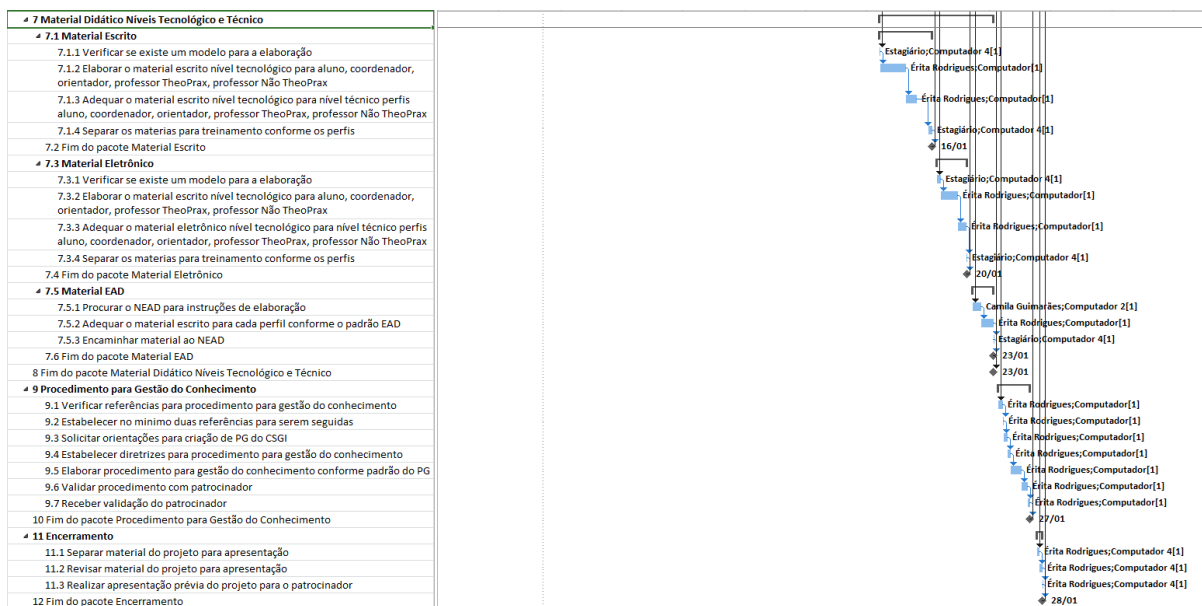 7 Material Didático Níveis Tecnológico e Técnico
7.1 Material Escrito
7.1.1 Verificar se existe um modelo para a elaboração
Estagiário;Computador 4[1]
7.1.2 Elaborar o material escrito nível tecnológico para aluno, coordenador,
orientador, professor TheoPrax, professor Não TheoPrax
Érita Rodrigues;Computador[1]
7.1.3 Adequar o material escrito nível tecnológico para nível técnico perfis
aluno, coordenador, orientador, professor TheoPrax, professor Não TheoPrax
Érita Rodrigues;Computador[1]
7.1.4 Separar os materias para treinamento conforme os perfis
Estagiário;Computador 4[1]
7.2 Fim do pacote Material Escrito
16/01
7.3 Material Eletrônico
7.3.1 Verificar se existe um modelo para a elaboração
Estagiário;Computador 4[1]
7.3.2 Elaborar o material escrito nível tecnológico para aluno, coordenador,
orientador, professor TheoPrax, professor Não TheoPrax
Érita Rodrigues;Computador[1]
7.3.3 Adequar o material eletrônico nível tecnológico para nível técnico perfis
aluno, coordenador, orientador, professor TheoPrax, professor Não TheoPrax
Érita Rodrigues;Computador[1]
7.3.4 Separar os materias para treinamento conforme os perfis
Estagiário;Computador 4[1]
7.4 Fim do pacote Material Eletrônico
20/01
7.5 Material EAD
7.5.1 Procurar o NEAD para instruções de elaboração
Camila Guimarães;Computador 2[1]
7.5.2 Adequar o material escrito para cada perfil conforme o padrão EAD
Érita Rodrigues;Computador[1]
7.5.3 Encaminhar material ao NEAD
Estagiário;Computador 4[1]
7.6 Fim do pacote Material EAD
23/01
8 Fim do pacote Material Didático Níveis Tecnológico e Técnico
23/01
9 Procedimento para Gestão do Conhecimento
9.1 Verificar referências para procedimento para gestão do conhecimento
Érita Rodrigues;Computador[1]
9.2 Estabelecer no minimo duas referências para serem seguidas
Érita Rodrigues;Computador[1]
9.3 Solicitar orientações para criação de PG do CSGI
Érita Rodrigues;Computador[1]
9.4 Estabelecer diretrizes para procedimento para gestão do conhecimento
Érita Rodrigues;Computador[1]
9.5 Elaborar procedimento para gestão do conhecimento conforme padrão do PG
Érita Rodrigues;Computador[1]
9.6 Validar procedimento com patrocinador
Érita Rodrigues;Computador[1]
9.7 Receber validação do patrocinador
Érita Rodrigues;Computador[1]
10 Fim do pacote Procedimento para Gestão do Conhecimento
27/01
11 Encerramento
11.1 Separar material do projeto para apresentação
Érita Rodrigues;Computador 4[1]
11.2 Revisar material do projeto para apresentação
Érita Rodrigues;Computador 4[1]
11.3 Realizar apresentação prévia do projeto para o patrocinador
Érita Rodrigues;Computador 4[1]
12 Fim do pacote Encerramento
28/01